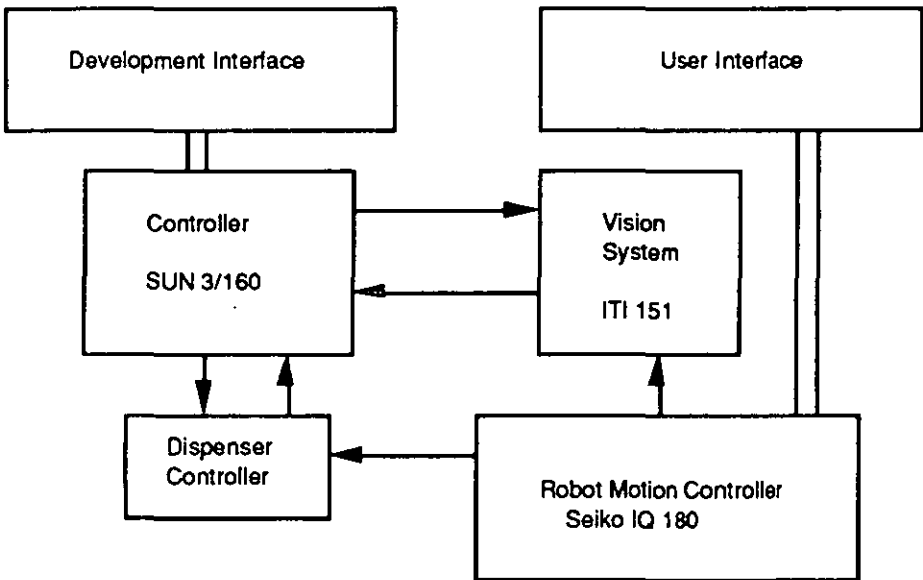 Development Interface
User Interface
Controller
SUN 3/160
Vision
System
ITI 151
Dispenser
Controller
Robot Motion Controller
Seiko IQ 180